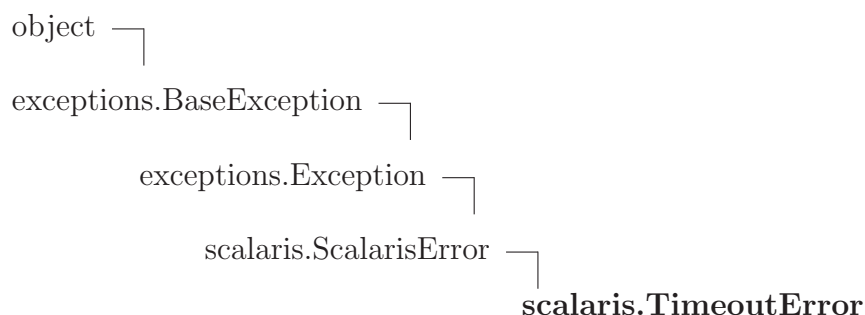 object
exceptions.BaseException
exceptions.Exception
scalaris.ScalarisError
scalaris.TimeoutError